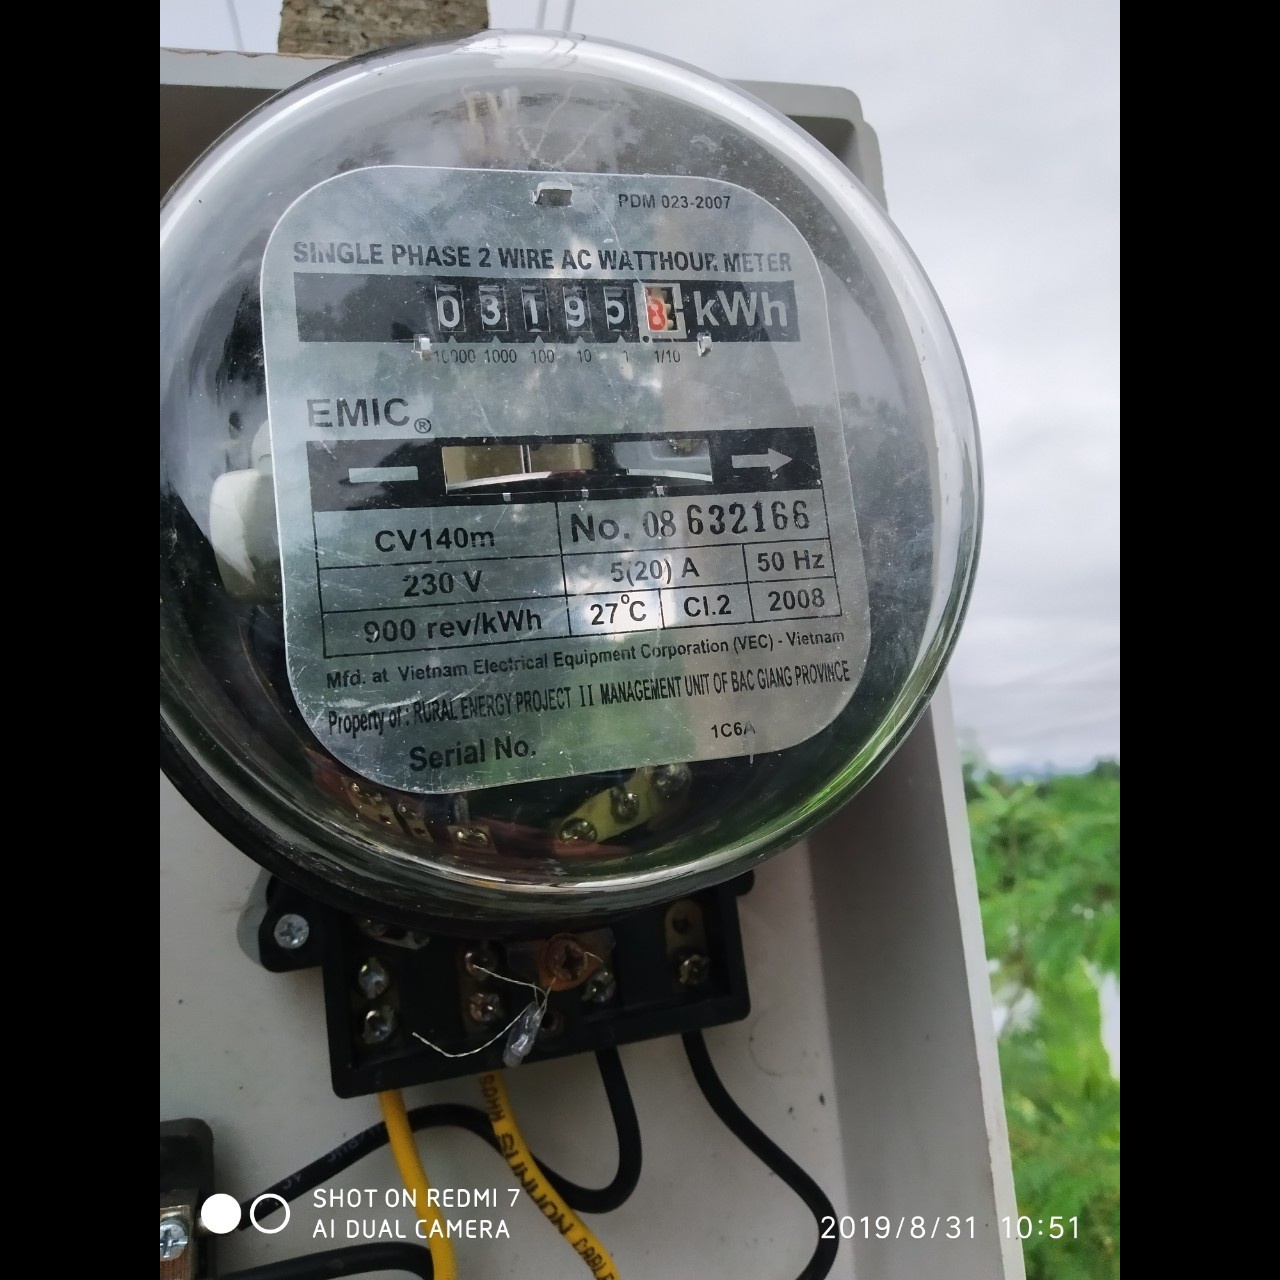 PDM 023-2007
SINGLE PHASE 2 WIRE AC WATTHOUR METER
0 3 1 9 5 8 kWh
10000 1000 100 10 1 1/10
EMIC®
CV140m No. 08 632166
230 V 5(20) A 50 Hz
900 rev/kWh 27°C Cl.2 2008
Mfd. at Vietnam Electrical Equipment Corporation (VEC) - Vietnam
Property of : RURAL ENERGY PROJECT II MANAGEMENT UNIT OF BAC GIANG PROVINCE
Serial No. 1C6A
SUNWON CABLE
SHOT ON REDMI 7
AI DUAL CAMERA
2019/8/31 10:51